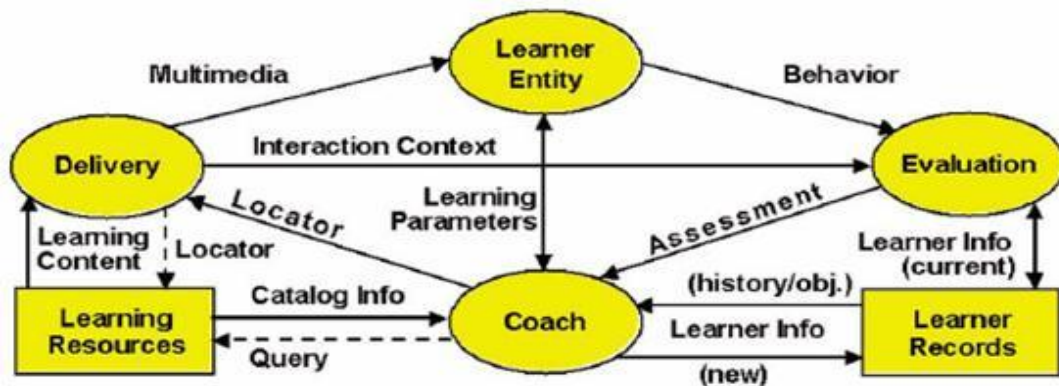 Learner
Entity
Multimedia
Behavior
Delivery
Interaction Context
Evaluation
Learning
Parameters
Locator
Assessment
Learning
Content
Locator
Learner Info
(current)
Catalog Info
(history/obj.)
Learning
Resources
Coach
Learner Info
Learner
Records
Query
(new)